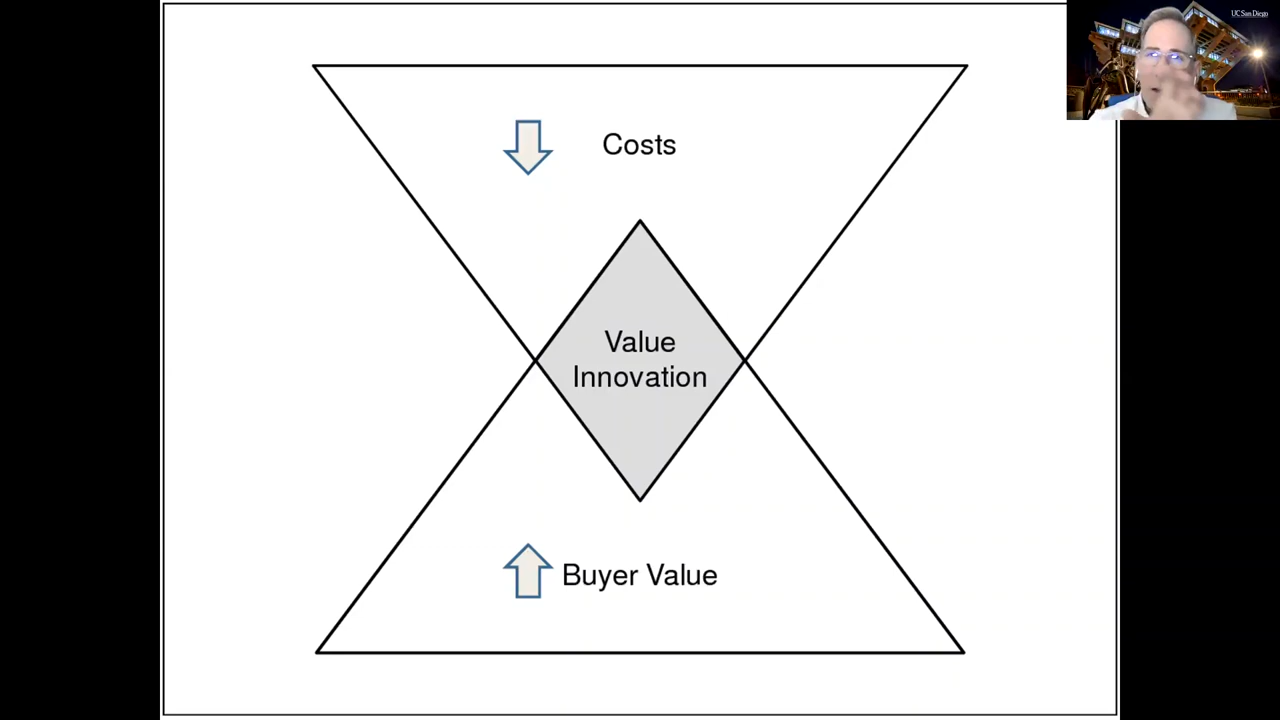 UC San Diego
Costs
Value
Innovation
Buyer Value